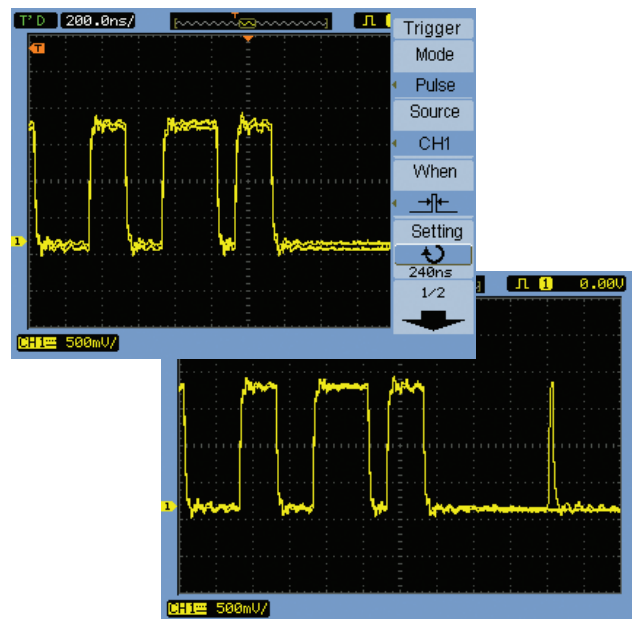 T'D 200.0ns/
T
T
Trigger
Mode
Pulse
Source
CH1
When
Setting
240ns
1/2
1
CH1 500mV/
1 0.00V
1
CH1 500mV/